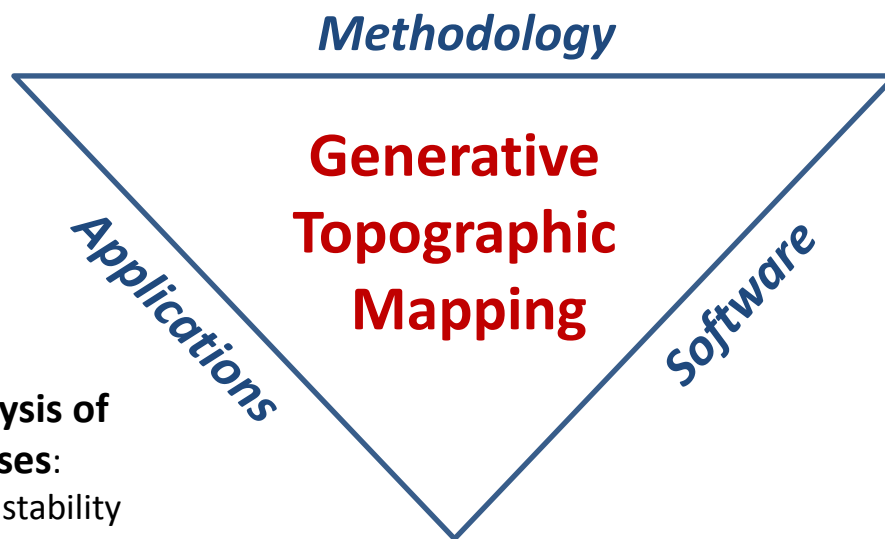 Methodology
Generative
Topographic
Mapping
Applications
Software
ysis of
ses:
stability